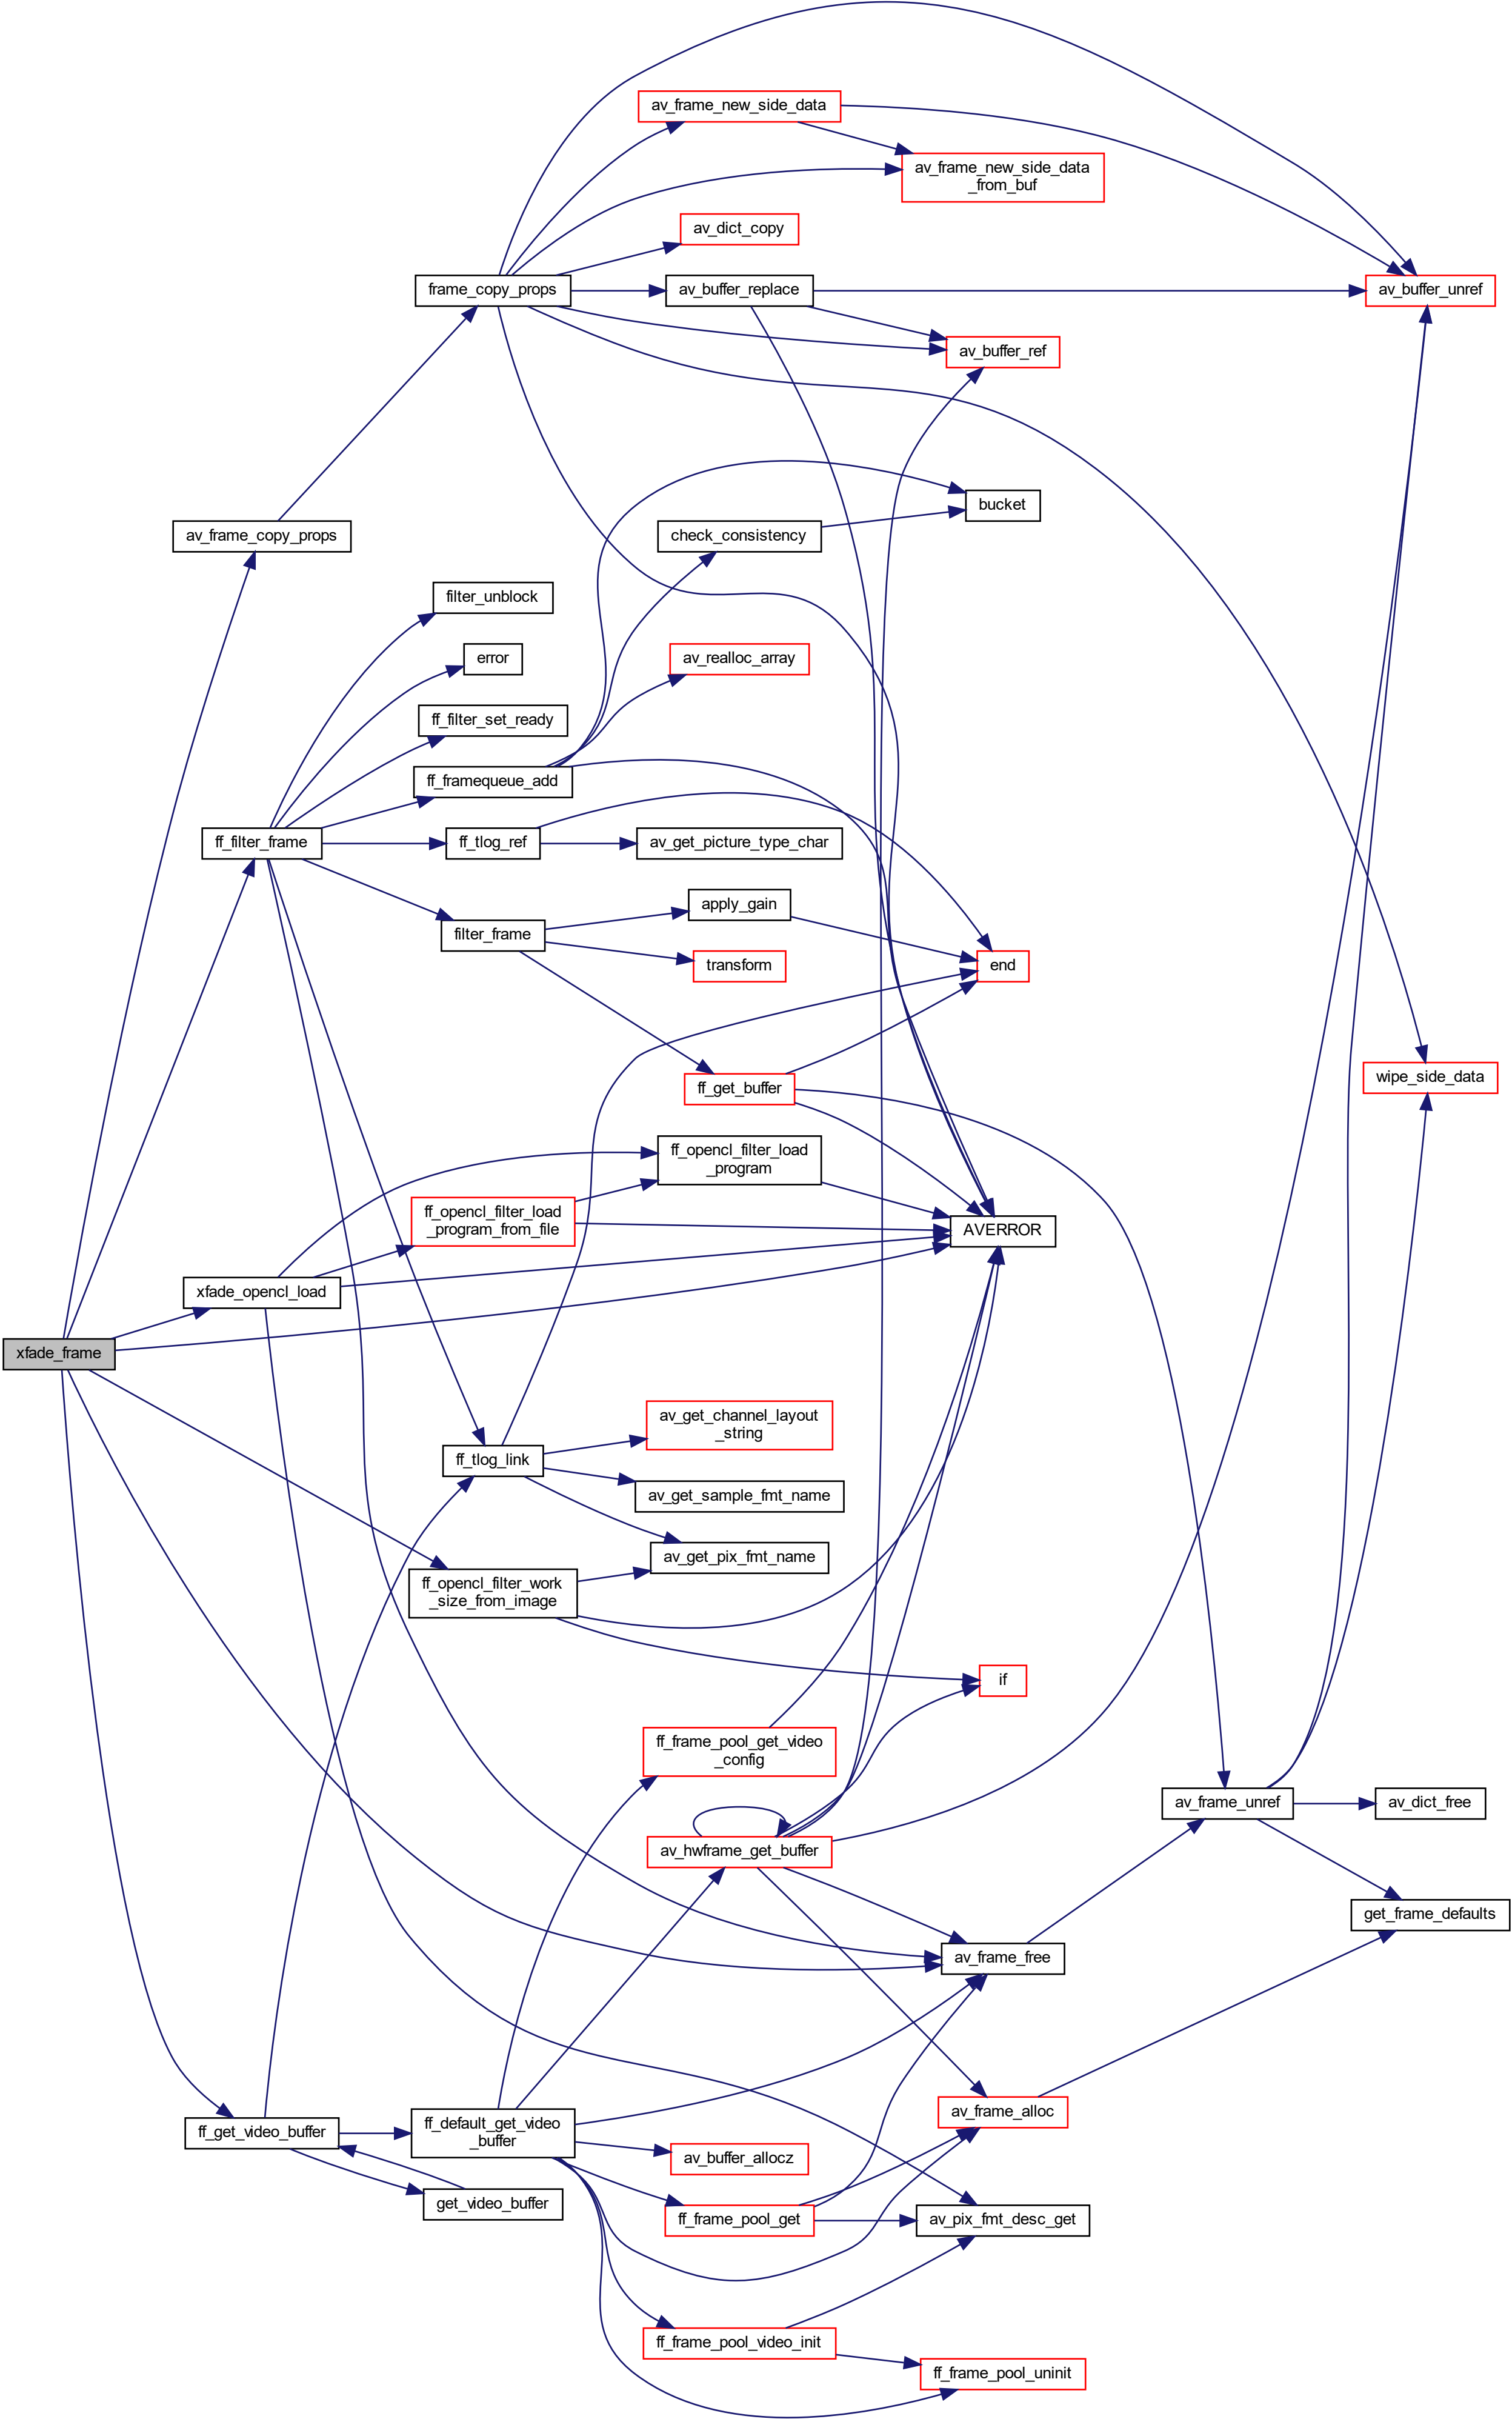 av_frame_new_side_data
av_frame_new_side_data
_from_buf
av_dict_copy
frame_copy_props
av_buffer_replace
av_buffer_unref
av_buffer_ref
bucket
av_frame_copy_props
check_consistency
filter_unblock
error
av_realloc_array
ff_filter_set_ready
ff_framequeue_add
ff_filter_frame
ff_tlog_ref
av_get_picture_type_char
apply_gain
filter_frame
transform
end
wipe_side_data
ff_get_buffer
ff_opencl_filter_load
_program
ff_opencl_filter_load
_program_from_file
AVERROR
xfade_opencl_load
xfade_frame
av_get_channel_layout
_string
ff_tlog_link
av_get_sample_fmt_name
av_get_pix_fmt_name
ff_opencl_filter_work
_size_from_image
if
ff_frame_pool_get_video
_config
av_frame_unref
av_dict_free
av_hwframe_get_buffer
get_frame_defaults
av_frame_free
av_frame_alloc
ff_get_video_buffer
ff_default_get_video
_buffer
av_buffer_allocz
get_video_buffer
ff_frame_pool_get
av_pix_fmt_desc_get
ff_frame_pool_video_init
ff_frame_pool_uninit